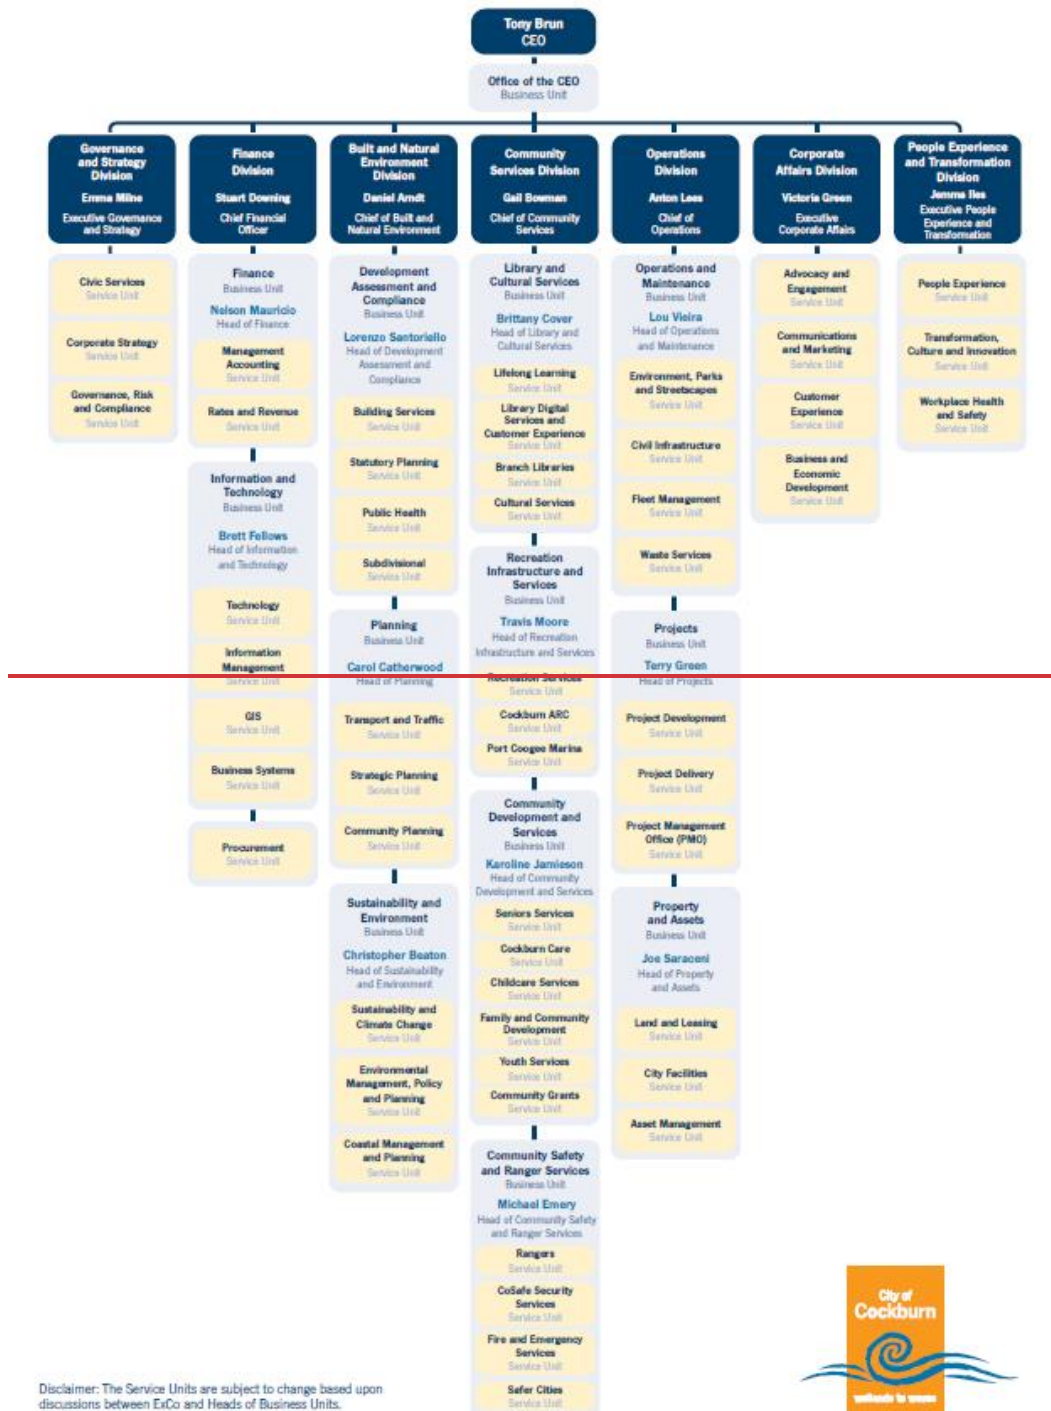 Tony Brun
CEO
Office of the CEO
Business Unit
Governance
and Strategy
Division
Emma Milne
Executive Governance
and Strategy
Civic Services
Service Unit
Corporate Strategy
Service Unit
Governance, Risk
and Compliance
Service Unit
Finance
Division
Stuart Downing
Chief Financial
Officer
Finance
Business Unit
Nelson Mauricio
Head of Finance
Management
Accounting
Service Unit
Rates and Revenue
Service Unit
Information and
Technology
Business Unit
Brett Fellows
Head of Information
and Technology
Technology
Service Unit
Information
Management
Service Unit
GIS
Service Unit
Business Systems
Service Unit
Procurement
Service Unit
Built and Natural
Environment
Division
Daniel Arndt
Chief of Built and
Natural Environment
Development
Assessment and
Compliance
Business Unit
Lorenzo Santoriello
Head of Development
Assessment and
Compliance
Building Services
Service Unit
Statutory Planning
Service Unit
Public Health
Service Unit
Subdivisional
Service Unit
Planning
Business Unit
Carol Catherwood
Head of Planning
Transport and Traffic
Service Unit
Strategic Planning
Service Unit
Community Planning
Service Unit
Sustainability and
Environment
Business Unit
Christopher Beaton
Head of Sustainability
and Environment
Sustainability and
Climate Change
Service Unit
Environmental
Management, Policy
and Planning
Service Unit
Coastal Management
and Planning
Service Unit
Community
Services Division
Gail Bowman
Chief of Community
Services
Library and
Cultural Services
Business Unit
Brittany Cover
Head of Library and
Cultural Services
Lifelong Learning
Service Unit
Library Digital
Services and
Customer Experience
Service Unit
Branch Libraries
Service Unit
Cultural Services
Service Unit
Recreation
Infrastructure and
Services
Business Unit
Travis Moore
Head of Recreation
Infrastructure and Services
Recreation Services
Service Unit
Cockburn ARC
Service Unit
Port Coogee Marina
Service Unit
Community
Development and
Services
Business Unit
Karoline Jamieson
Head of Community
Development and Services
Seniors Services
Service Unit
Cockburn Care
Service Unit
Childcare Services
Service Unit
Family and Community
Development
Service Unit
Youth Services
Service Unit
Community Grants
Service Unit
Community Safety
and Ranger Services
Business Unit
Michael Emery
Head of Community Safety
and Ranger Services
Rangers
Service Unit
CoSafe Security
Services
Service Unit
Fire and Emergency
Services
Service Unit
Safer Cities
Service Unit
Operations
Division
Anton Lees
Chief of
Operations
Operations and
Maintenance
Business Unit
Lou Vieira
Head of Operations
and Maintenance
Environment, Parks
and Streetscapes
Service Unit
Civil Infrastructure
Service Unit
Fleet Management
Service Unit
Waste Services
Service Unit
Projects
Business Unit
Terry Green
Head of Projects
Project Development
Service Unit
Project Delivery
Service Unit
Project Management
Office (PMO)
Service Unit
Property
and Assets
Business Unit
Joe Saraceni
Head of Property
and Assets
Land and Leasing
Service Unit
City Facilities
Service Unit
Asset Management
Service Unit
Corporate
Affairs Division
Victoria Green
Executive
Corporate Affairs
Advocacy and
Engagement
Service Unit
Communications
and Marketing
Service Unit
Customer
Experience
Service Unit
Business and
Economic
Development
Service Unit
People Experience
and Transformation
Division
Jemma Iles
Executive People
Experience and
Transformation
People Experience
Service Unit
Transformation,
Culture and Innovation
Service Unit
Workplace Health
and Safety
Service Unit
Disclaimer: The Service Units are subject to change based upon
discussions between ExCo and Heads of Business Units.
City of
Cockburn
wetlands to waves